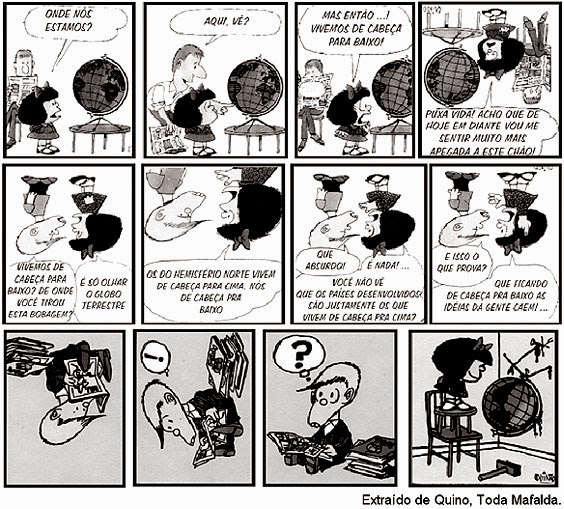 ONDE NÓS
ESTAMOS?
AQUI, VÊ?
MAS ENTÃO ...!
VIVEMOS DE CABEÇA
PARA BAIXO!
PUXA VIDA! ACHO QUE DE
HOJE EM DIANTE VOU ME
SENTIR MUITO MAIS
APEGADA A ESTE CHÃO!
VIVEMOS DE
CABEÇA PARA
BAIXO? DE ONDE
VOCÊ TIROU
ESTA BOBAGEM?
É SÓ OLHAR
O GLOBO
TERRESTRE
OS DO HEMISFÉRIO NORTE VIVEM
DE CABEÇA PARA CIMA. NÓS
DE CABEÇA PRA
BAIXO
QUE
ABSURDO!
É NADA!...
VOCÊ NÃO VÊ
QUE OS PAÍSES DESENVOLVIDOS
SÃO JUSTAMENTE OS QUE
VIVEM DE CABEÇA PRA CIMA?
E ISSO O
QUE PROVA?
QUE FICANDO
DE CABEÇA PRA BAIXO AS
IDÉIAS DA GENTE CAEM! ...
!
?
Extraído de Quino, Toda Mafalda.